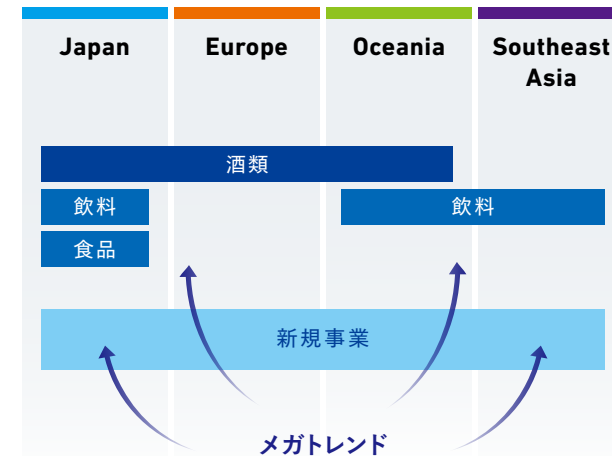 Japan
Europe
Oceania
Southeast
Asia
酒類
飲料
飲料
食品
新規事業
メガトレンド